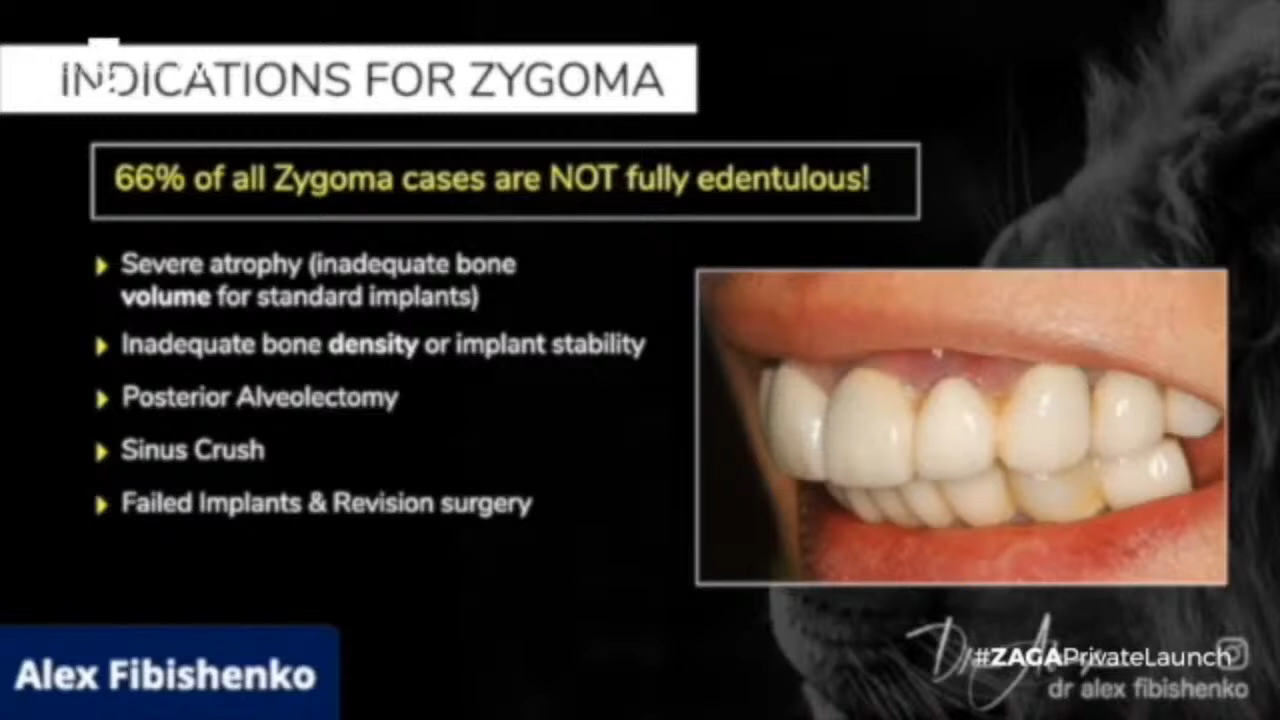 INDICATIONS FOR ZYGOMA
66% of all Zygoma cases are NOT fully edentulous!
Severe atrophy (inadequate bone
volume for standard implants)
Inadequate bone density or implant stability
Posterior Alveolectomy
Sinus Crush
Failed Implants & Revision surgery
Alex Fibishenko
#ZAGAPrivateLaunch
dr alex fibishenko